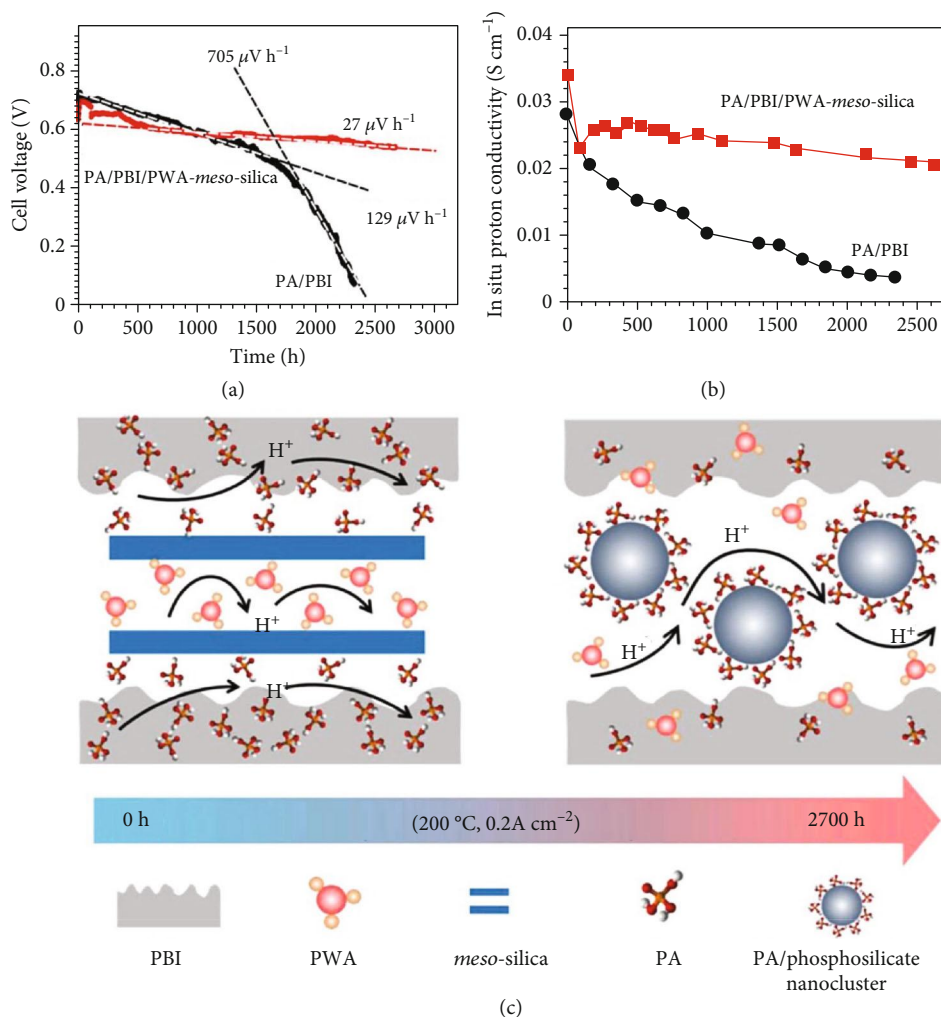 0.8
0.6
0.4
0.2
0
Cell voltage (V)
705 μV h⁻¹
27 μV h⁻¹
PA/PBI/PWA-meso-silica
129 μV h⁻¹
PA/PBI
0 500 1000 1500 2000 2500 3000
Time (h)
(a)
0.04
0.03
0.02
0.01
0
In situ proton conductivity (S cm⁻¹)
PA/PBI/PWA-meso-silica
PA/PBI
0 500 1000 1500 2000 2500
(b)
H⁺
H⁺
H⁺
H⁺
H⁺
H⁺
0 h (200 °C, 0.2A cm⁻²) 2700 h
PBI PWA meso-silica PA PA/phosphosilicate
nanocluster
(c)